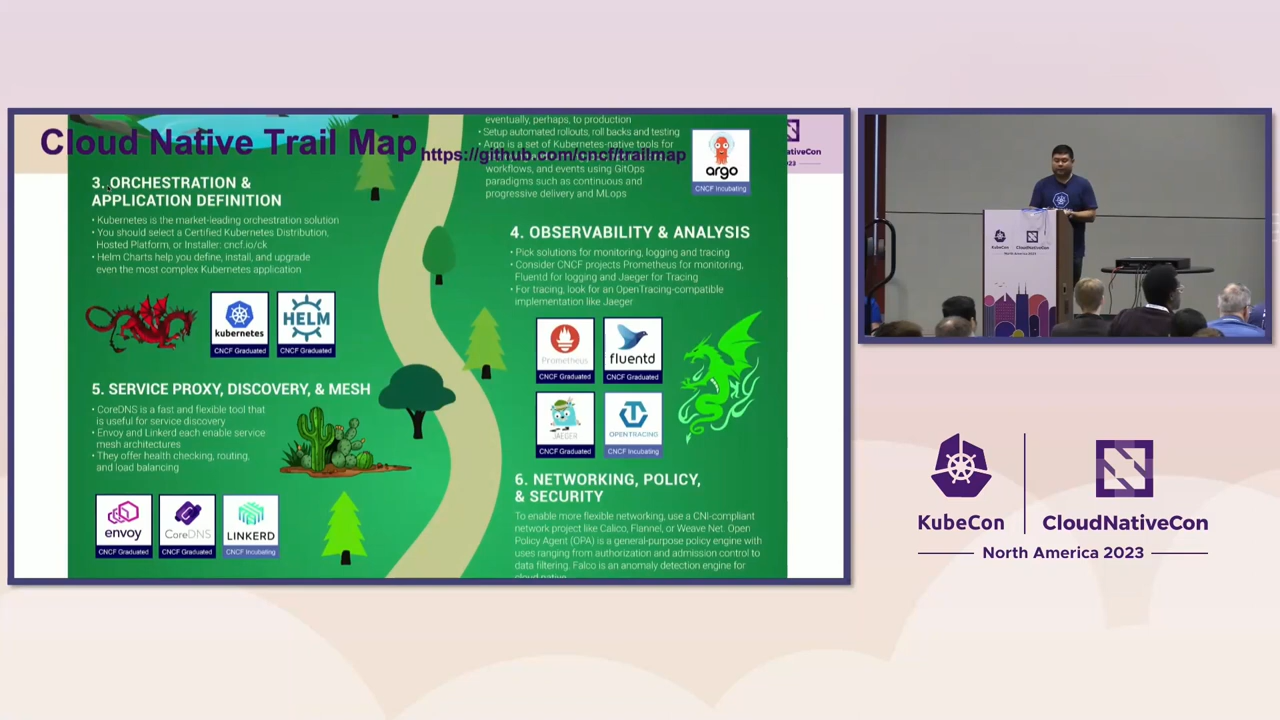 Cloud Native Trail Map
https://github.com/cncf/trailmap
eventually, perhaps, to production
• Setup automated rollouts, roll backs and testing
• Argo is a set of Kubernetes-native tools for
workflows, and events using GitOps
paradigms such as continuous and
progressive delivery and MLops
argo
CNCF Incubating
3. ORCHESTRATION &
APPLICATION DEFINITION
• Kubernetes is the market-leading orchestration solution
• You should select a Certified Kubernetes Distribution,
Hosted Platform, or Installer: cncf.io/ck
• Helm Charts help you define, install, and upgrade
even the most complex Kubernetes application
kubernetes
CNCF Graduated
HELM
CNCF Graduated
4. OBSERVABILITY & ANALYSIS
• Pick solutions for monitoring, logging and tracing
• Consider CNCF projects Prometheus for monitoring,
Fluentd for logging and Jaeger for Tracing
• For tracing, look for an OpenTracing-compatible
implementation like Jaeger
Prometheus
CNCF Graduated
fluentd
CNCF Graduated
JAEGER
CNCF Graduated
OPENTRACING
CNCF Incubating
5. SERVICE PROXY, DISCOVERY, & MESH
• CoreDNS is a fast and flexible tool that
is useful for service discovery
• Envoy and Linkerd each enable service
mesh architectures
• They offer health checking, routing,
and load balancing
envoy
CNCF Graduated
CoreDNS
CNCF Graduated
LINKERD
CNCF Incubating
6. NETWORKING, POLICY,
& SECURITY
To enable more flexible networking, use a CNI-compliant
network project like Calico, Flannel, or Weave Net. Open
Policy Agent (OPA) is a general-purpose policy engine with
uses ranging from authorization and admission control to
data filtering. Falco is an anomaly detection engine for
cloud native
KubeCon
CloudNativeCon
North America 2023
KubeCon
CloudNativeCon
North America 2023